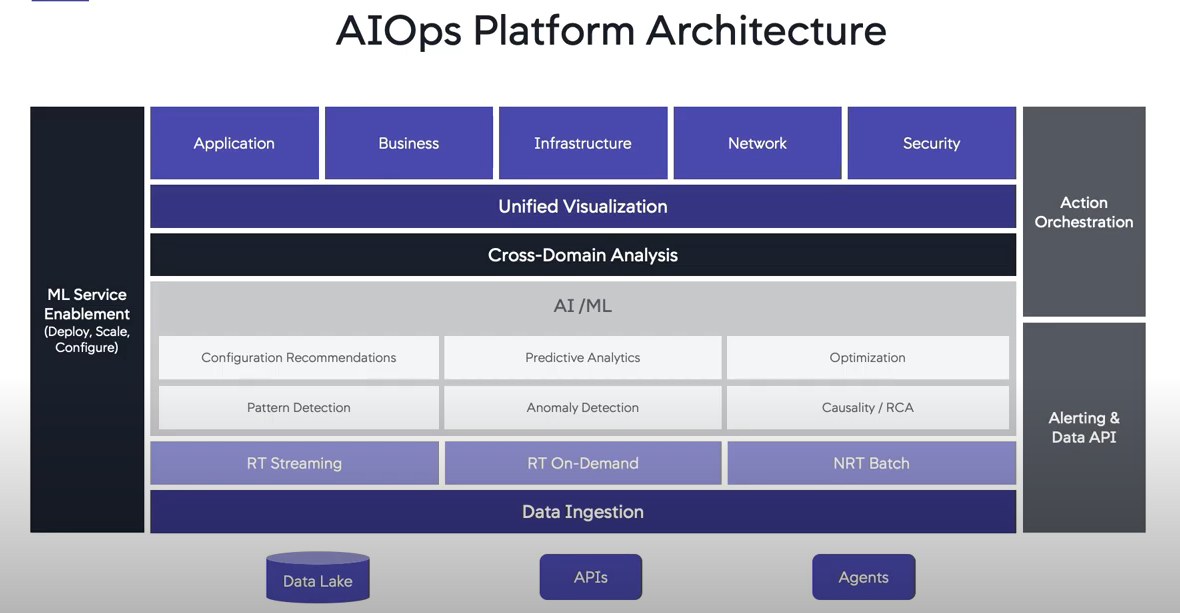 AIOps Platform Architecture
Application
Business
Infrastructure
Network
Security
Unified Visualization
Cross-Domain Analysis
ML Service
Enablement
(Deploy, Scale,
Configure)
AI /ML
Configuration Recommendations
Predictive Analytics
Optimization
Pattern Detection
Anomaly Detection
Causality / RCA
RT Streaming
RT On-Demand
NRT Batch
Data Ingestion
Action
Orchestration
Alerting &
Data API
Data Lake
APIs
Agents